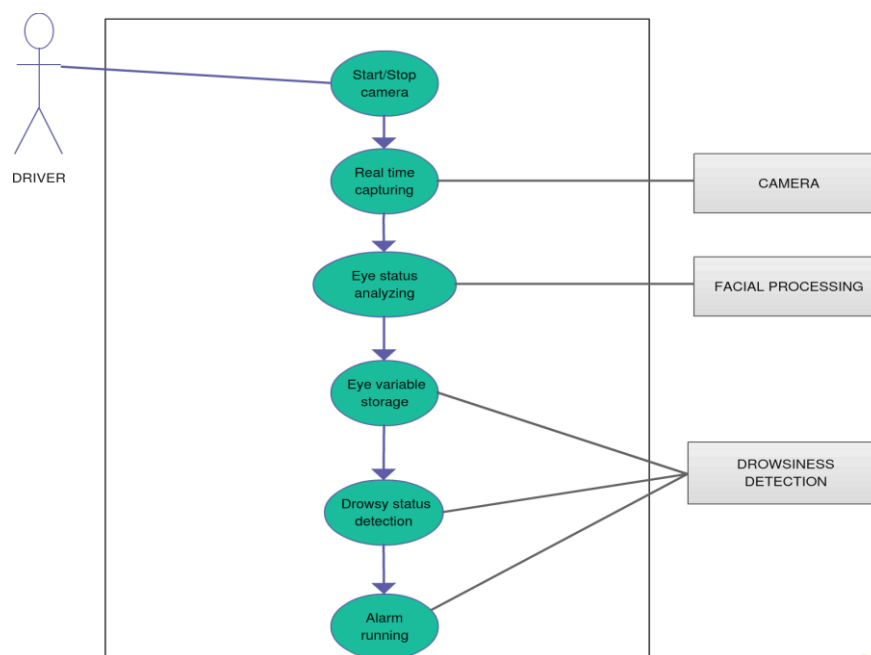 Start/Stop
camera
DRIVER
Real time
capturing
CAMERA
Eye status
analyzing
FACIAL PROCESSING
Eye variable
storage
DROWSINESS
DETECTION
Drowsy status
detection
Alarm
running